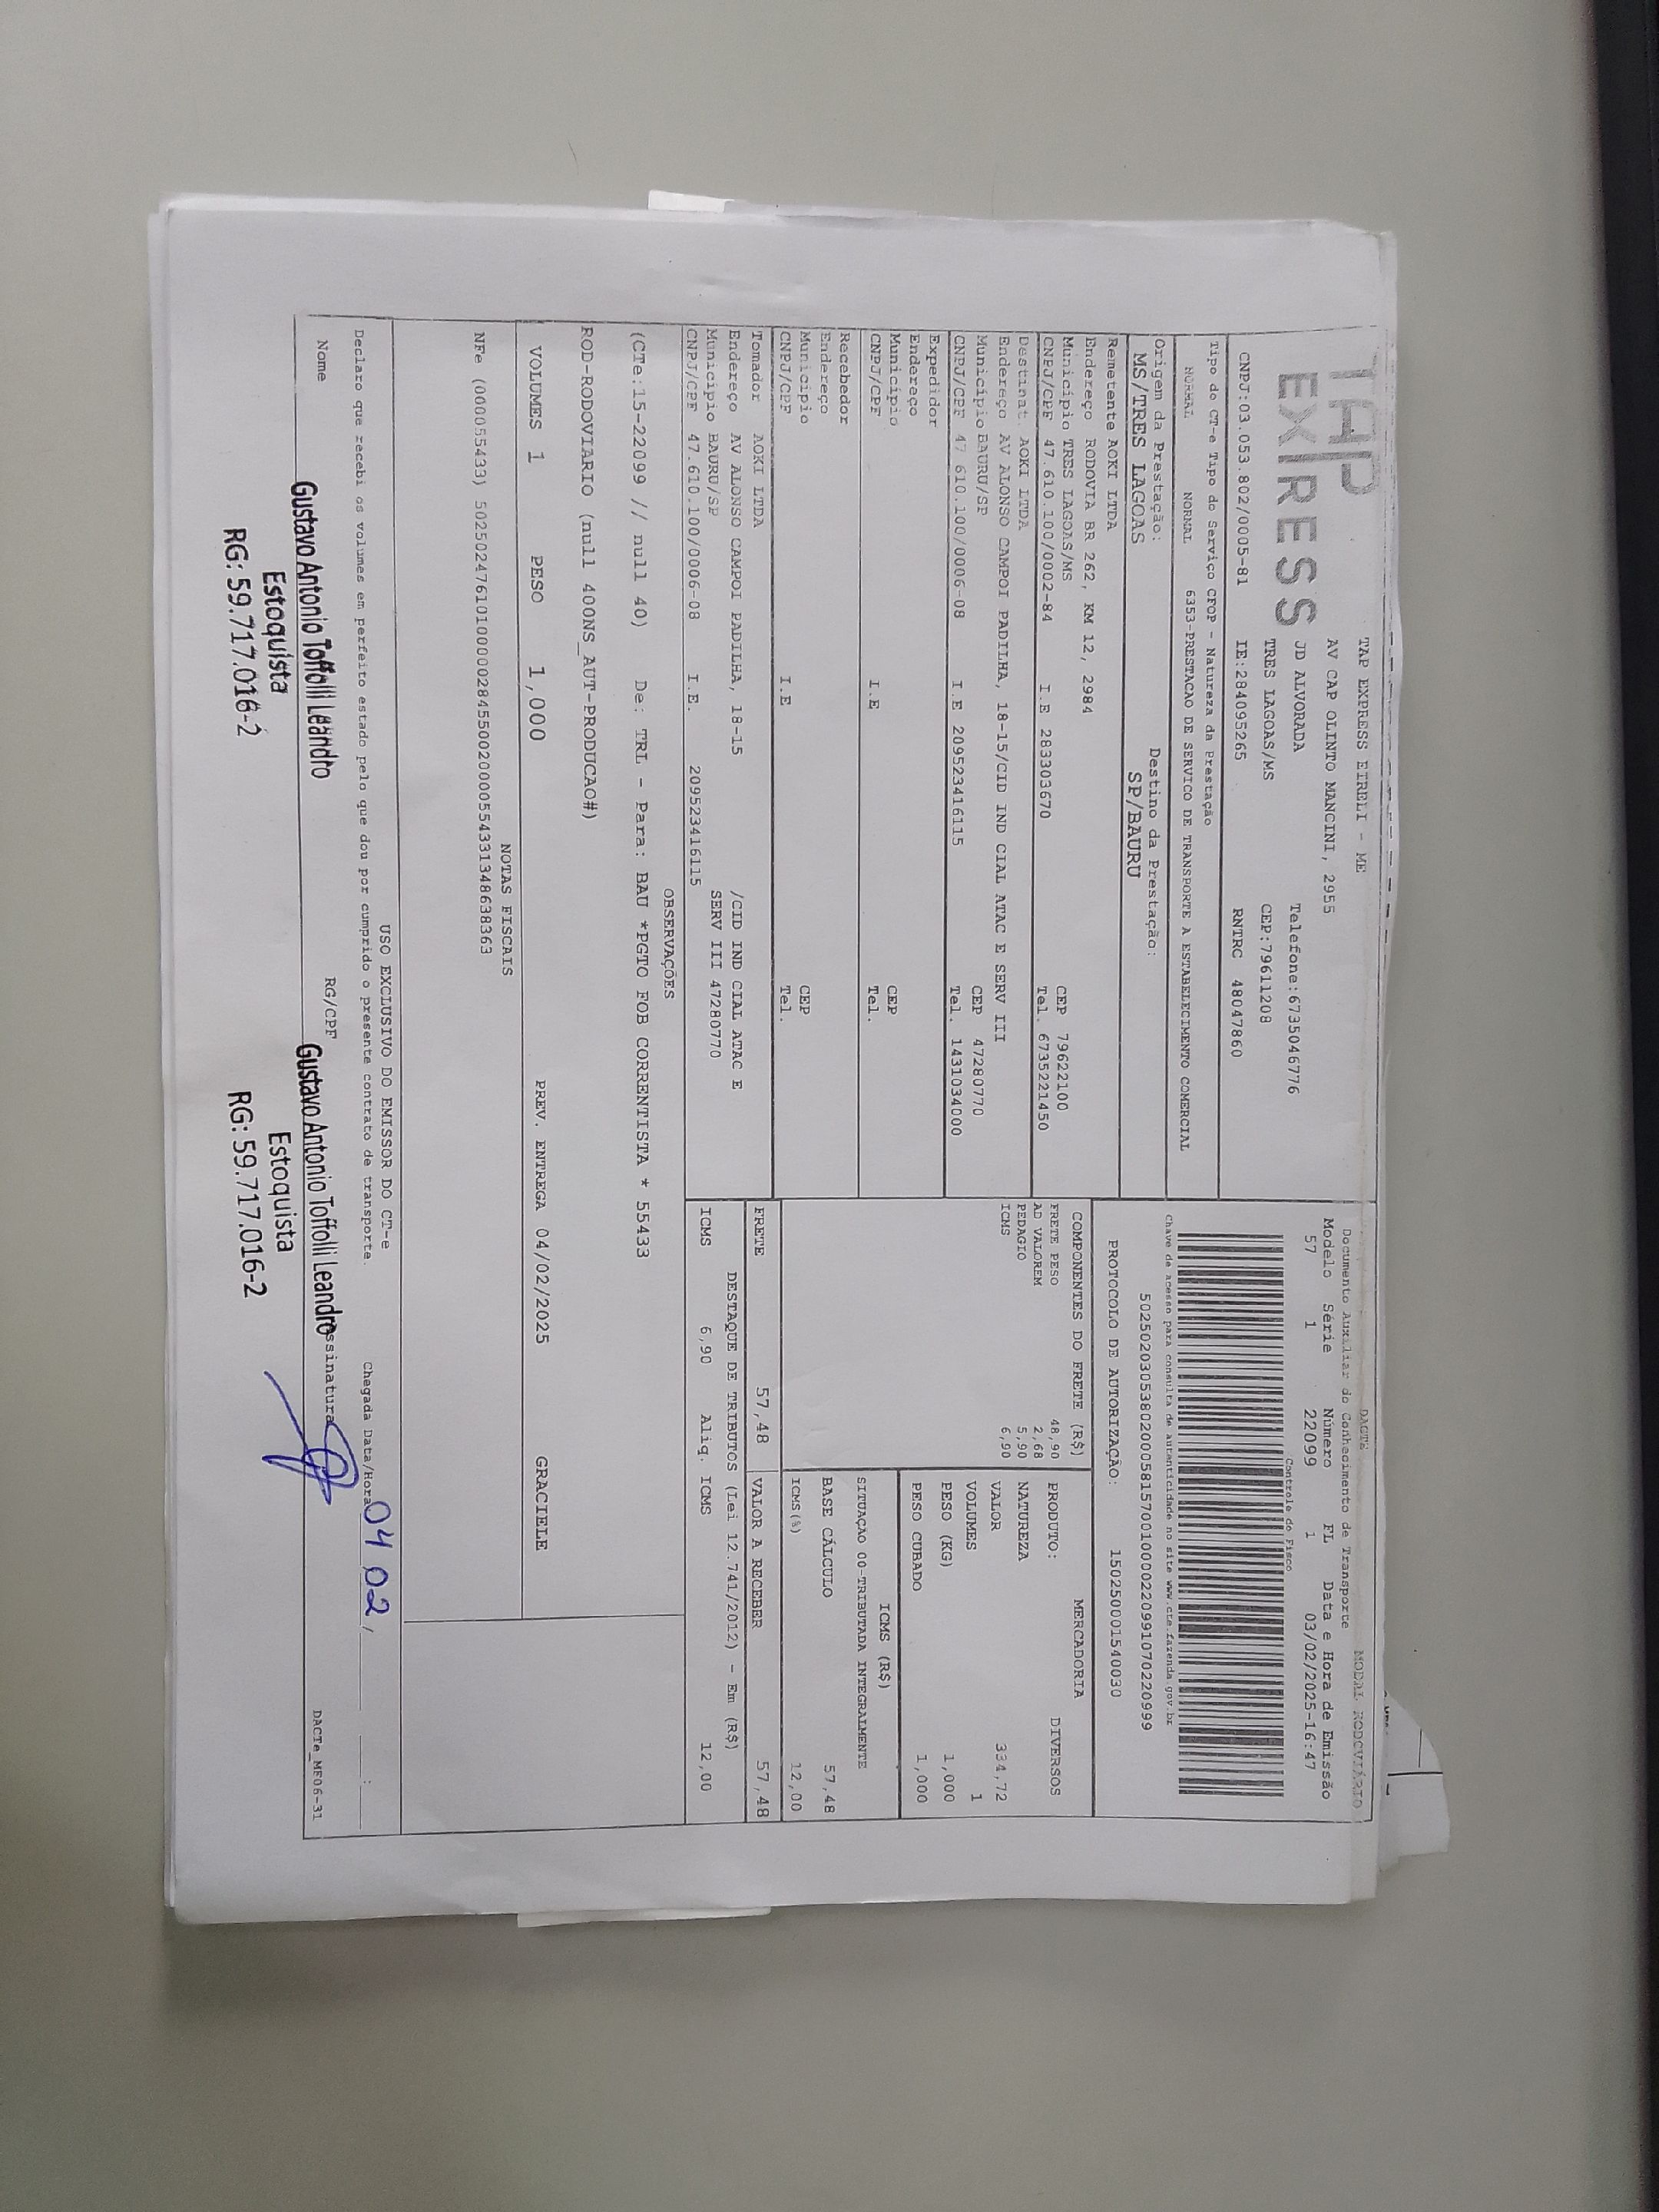 TAP
EXPRESS
TAP EXPRESS EIRELI - ME
AV CAP OLINTO MANCINI, 2955
JD ALVORADA
Telefone:6735046776
TRES LAGOAS/MS
CEP:79611208
CNPJ:03.053.802/0005-81
IE:284095265
RNTRC 48047860
Tipo do CT-e Tipo do Serviço CFOP - Natureza da Prestação
NORMAL NORMAL 6353-PRESTACAO DE SERVICO DE TRANSPORTE A ESTABELECIMENTO COMERCIAL
Origem da Prestação:
MS/TRES LAGOAS
Destino da Prestação:
SP/BAURU
Remetente AOKI LTDA
Endereço RODOVIA BR 262, KM 12, 2984
Município TRES LAGOAS/MS CEP 79622100
CNPJ/CPF 47.610.100/0002-84 I.E 283303670 Tel. 6735221450
Destinat. AOKI LTDA
Endereço AV ALONSO CAMPOI PADILHA, 18-15/CID IND CIAL ATAC E SERV III
Município BAURU/SP CEP 47280770
CNPJ/CPF 47.610.100/0006-08 I.E 209523416115 Tel. 1431034000
Expedidor
Endereço
Município CEP
CNPJ/CPF I.E Tel.
Recebedor
Endereço
Município CEP
CNPJ/CPF I.E Tel.
Tomador AOKI LTDA
Endereço AV ALONSO CAMPOI PADILHA, 18-15 /CID IND CIAL ATAC E
Município BAURU/SP SERV III 47280770
CNPJ/CPF 47.610.100/0006-08 I.E. 209523416115
DACTE MODAL RODOVIÁRIO
Documento Auxiliar do Conhecimento de Transporte
Modelo Série Número FL Data e Hora de Emissão
57 1 22099 1 03/02/2025-16:47
Controle do Fisco
Chave de acesso para consulta de autenticidade no site www.cte.fazenda.gov.br
50250203053802000581570010000220991070220999
PROTOCOLO DE AUTORIZAÇÃO: 150250001540030
COMPONENTES DO FRETE (R$)
FRETE PESO 48,90
AD VALOREM 2,68
PEDAGIO 5,90
ICMS 6,90
MERCADORIA
PRODUTO: DIVERSOS
NATUREZA
VALOR 334,72
VOLUMES 1
PESO (KG) 1,000
PESO CUBADO 1,000
ICMS (R$)
SITUAÇÃO 00-TRIBUTADA INTEGRALMENTE
BASE CÁLCULO 57,48
ICMS(%) 12,00
FRETE 57,48 VALOR A RECEBER 57,48
DESTAQUE DE TRIBUTOS (Lei 12.741/2012) - Em (R$)
ICMS 6,90 Aliq. ICMS 12,00
OBSERVAÇÕES
(CTe:15-22099 // null 40) De: TRL - Para: BAU *PGTO FOB CORRENTISTA * 55433
ROD-RODOVIARIO (null 400NS_AUT-PRODUCAO#)
VOLUMES 1 PESO 1,000 PREV. ENTREGA 04/02/2025 GRACIELE
NOTAS FISCAIS
NFe (000055433) 50250247610100000284550020000554331348638363
USO EXCLUSIVO DO EMISSOR DO CT-e
Declaro que recebi os volumes em perfeito estado pelo que dou por cumprido o presente contrato de transporte.
Chegada Data/Hora 04 02 / :
Nome RG/CPF ssinatura DACTe_MF06-31
Gustavo Antonio Toffolli Leandro
Estoquista
RG: 59.717.016-2
Gustavo Antonio Toffolli Leandro
Estoquista
RG: 59.717.016-2